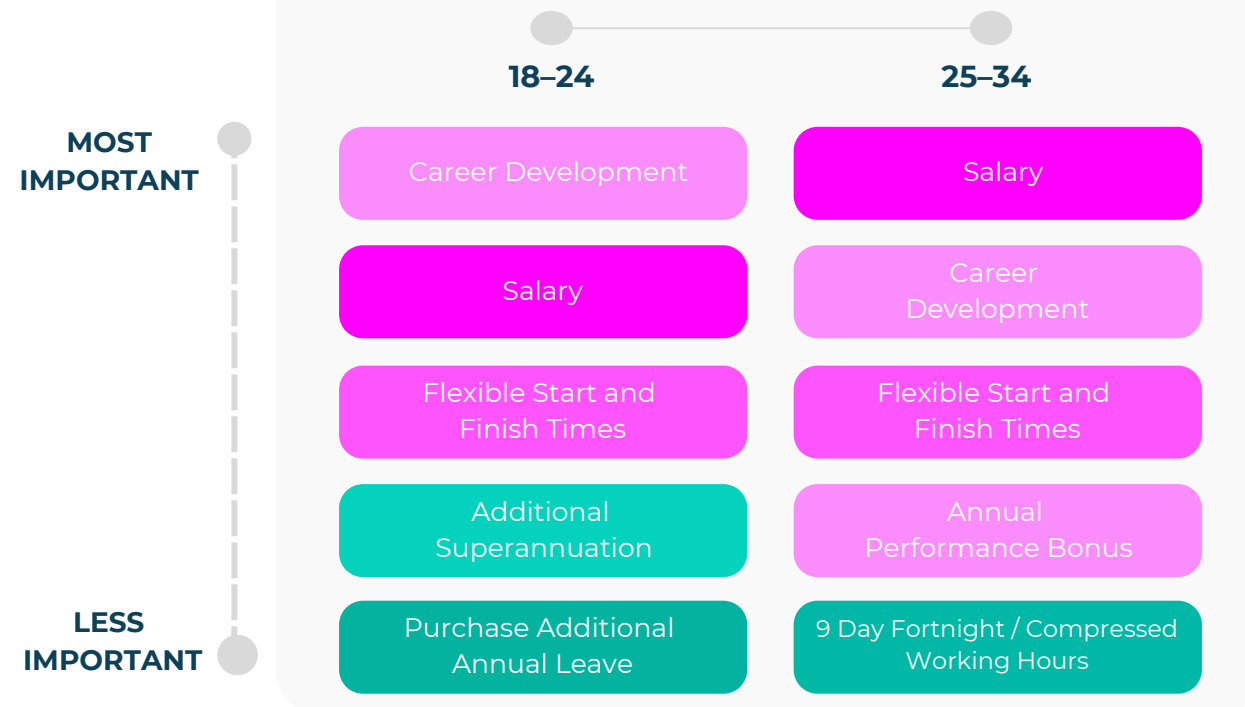 18–24
25–34
MOST
IMPORTANT
Career Development
Salary
Salary
Career
Development
Flexible Start and
Finish Times
Flexible Start and
Finish Times
Additional
Superannuation
Annual
Performance Bonus
LESS
IMPORTANT
Purchase Additional
Annual Leave
9 Day Fortnight / Compressed
Working Hours